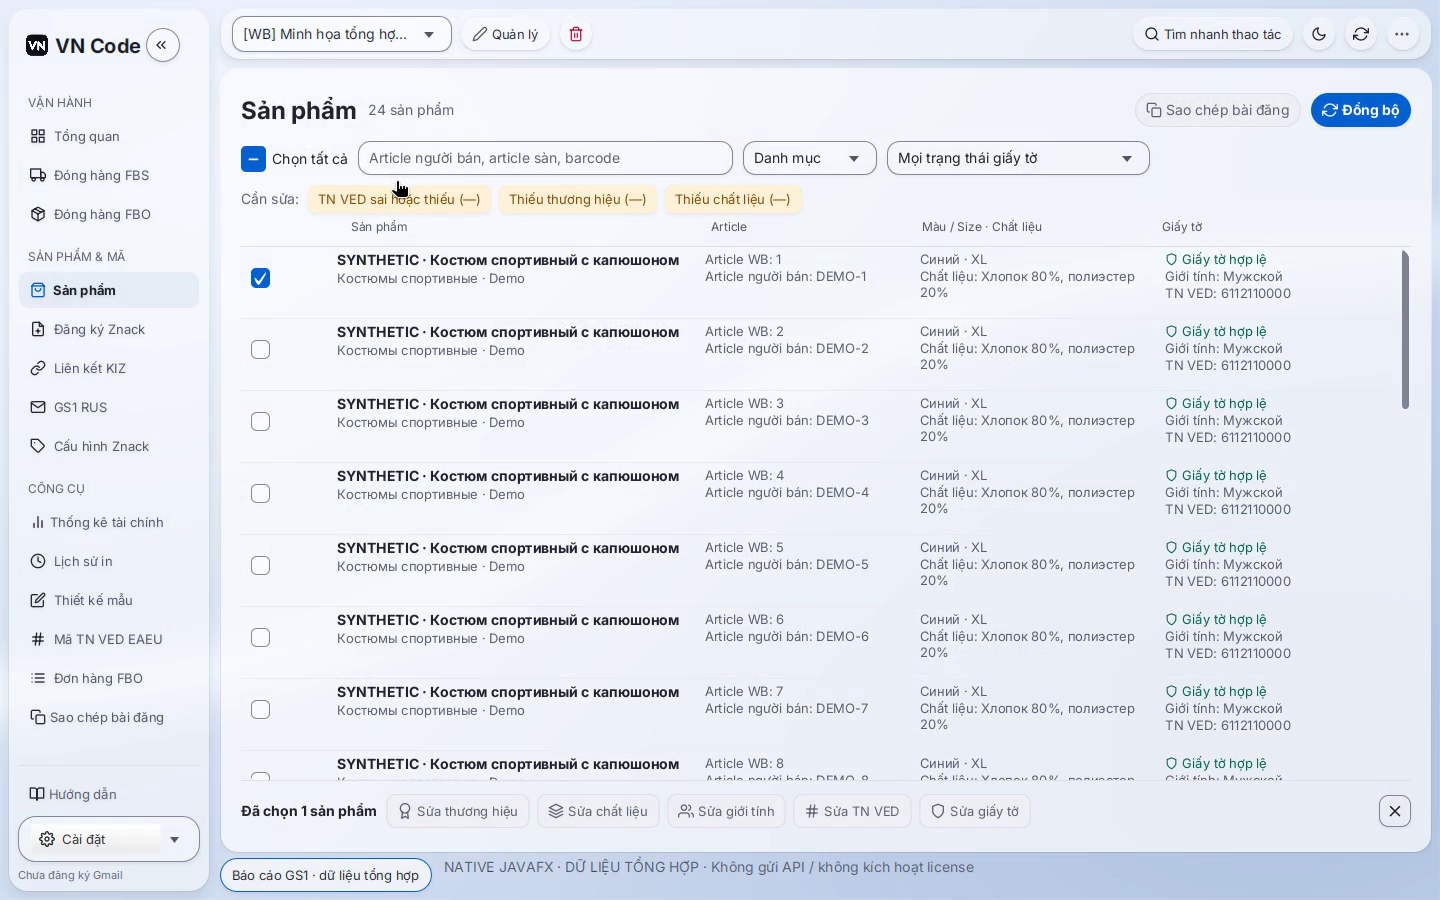 VN Code
VẬN HÀNH
Tổng quan
Đóng hàng FBS
Đóng hàng FBO
SẢN PHẨM & MÃ
Sản phẩm
Đăng ký Znack
Liên kết KIZ
GS1 RUS
Cấu hình Znack
CÔNG CỤ
Thống kê tài chính
Lịch sử in
Thiết kế mẫu
Mã TN VED EAEU
Đơn hàng FBO
Sao chép bài đăng
Hướng dẫn
Cài đặt
Chưa đăng ký Gmail
[WB] Minh họa tổng hợ...
Quản lý
Tìm nhanh thao tác
Sản phẩm 24 sản phẩm
Sao chép bài đăng
Đồng bộ
Chọn tất cả
Article người bán, article sàn, barcode
Danh mục
Mọi trạng thái giấy tờ
Cần sửa: TN VED sai hoặc thiếu (—) Thiếu thương hiệu (—) Thiếu chất liệu (—)
Sản phẩm Article Màu / Size · Chất liệu Giấy tờ
SYNTHETIC · Костюм спортивный с капюшоном
Костюмы спортивные · Demo
Article WB: 1
Article người bán: DEMO-1
Синий · XL
Chất liệu: Хлопок 80%, полиэстер
20%
Giấy tờ hợp lệ
Giới tính: Мужской
TN VED: 6112110000
SYNTHETIC · Костюм спортивный с капюшоном
Костюмы спортивные · Demo
Article WB: 2
Article người bán: DEMO-2
Синий · XL
Chất liệu: Хлопок 80%, полиэстер
20%
Giấy tờ hợp lệ
Giới tính: Мужской
TN VED: 6112110000
SYNTHETIC · Костюм спортивный с капюшоном
Костюмы спортивные · Demo
Article WB: 3
Article người bán: DEMO-3
Синий · XL
Chất liệu: Хлопок 80%, полиэстер
20%
Giấy tờ hợp lệ
Giới tính: Мужской
TN VED: 6112110000
SYNTHETIC · Костюм спортивный с капюшоном
Костюмы спортивные · Demo
Article WB: 4
Article người bán: DEMO-4
Синий · XL
Chất liệu: Хлопок 80%, полиэстер
20%
Giấy tờ hợp lệ
Giới tính: Мужской
TN VED: 6112110000
SYNTHETIC · Костюм спортивный с капюшоном
Костюмы спортивные · Demo
Article WB: 5
Article người bán: DEMO-5
Синий · XL
Chất liệu: Хлопок 80%, полиэстер
20%
Giấy tờ hợp lệ
Giới tính: Мужской
TN VED: 6112110000
SYNTHETIC · Костюм спортивный с капюшоном
Костюмы спортивные · Demo
Article WB: 6
Article người bán: DEMO-6
Синий · XL
Chất liệu: Хлопок 80%, полиэстер
20%
Giấy tờ hợp lệ
Giới tính: Мужской
TN VED: 6112110000
SYNTHETIC · Костюм спортивный с капюшоном
Костюмы спортивные · Demo
Article WB: 7
Article người bán: DEMO-7
Синий · XL
Chất liệu: Хлопок 80%, полиэстер
20%
Giấy tờ hợp lệ
Giới tính: Мужской
TN VED: 6112110000
SYNTHETIC · Костюм спортивный с капюшоном
Article WB: 8
Синий · XL
Giấy tờ hợp lệ
Đã chọn 1 sản phẩm
Sửa thương hiệu
Sửa chất liệu
Sửa giới tính
Sửa TN VED
Sửa giấy tờ
Báo cáo GS1 · dữ liệu tổng hợp
NATIVE JAVAFX · DỮ LIỆU TỔNG HỢP · Không gửi API / không kích hoạt license